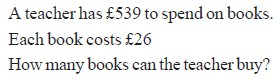 A teacher has £539 to spend on books.
Each book costs £26
How many books can the teacher buy?